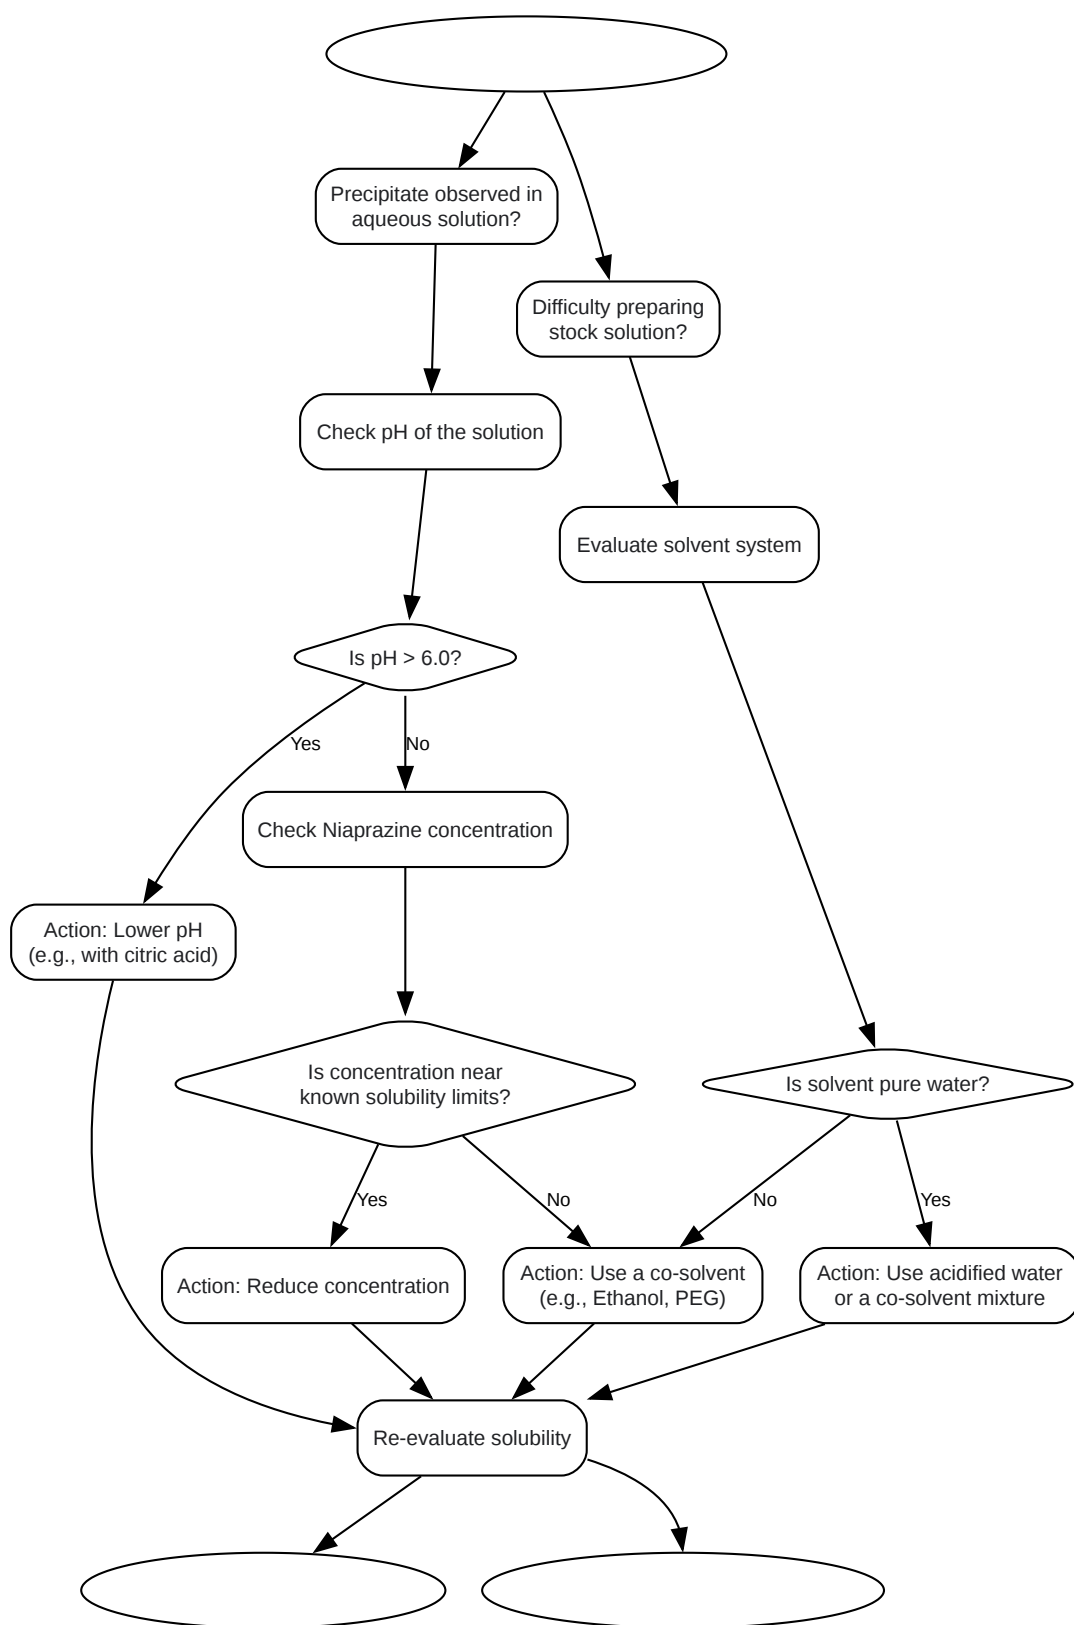 Precipitate observed in
aqueous solution?
Difficulty preparing
stock solution?
Check pH of the solution
Evaluate solvent system
Is pH > 6.0?
Yes
No
Check Niaprazine concentration
Action: Lower pH
(e.g., with citric acid)
Is concentration near
known solubility limits?
Is solvent pure water?
Yes
No
No
Yes
Action: Reduce concentration
Action: Use a co-solvent
(e.g., Ethanol, PEG)
Action: Use acidified water
or a co-solvent mixture
Re-evaluate solubility